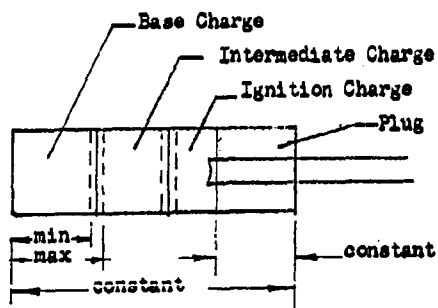 Base Charge
Intermediate Charge
Ignition Charge
Plug
min
max
constant
constant